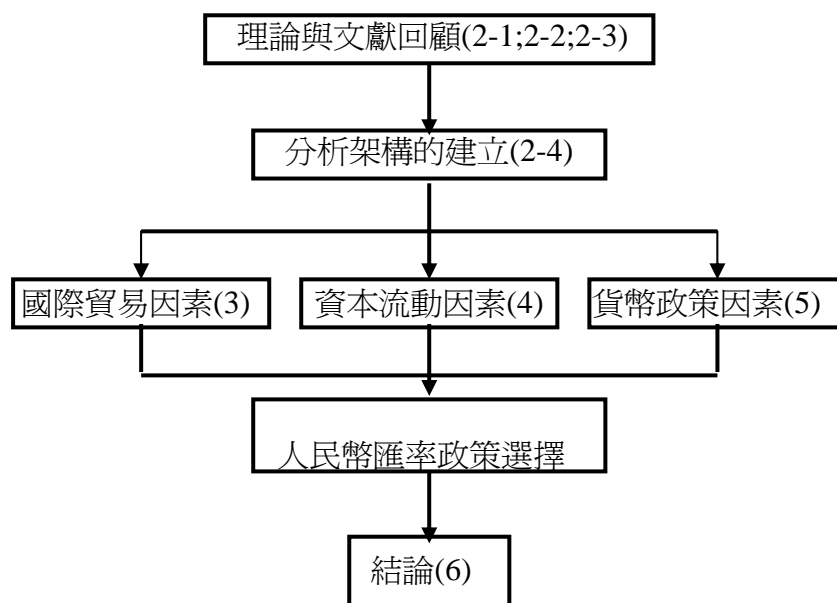 理論與文獻回顧(2-1;2-2;2-3)
分析架構的建立(2-4)
國際貿易因素(3)
資本流動因素(4)
貨幣政策因素(5)
人民幣匯率政策選擇
結論(6)